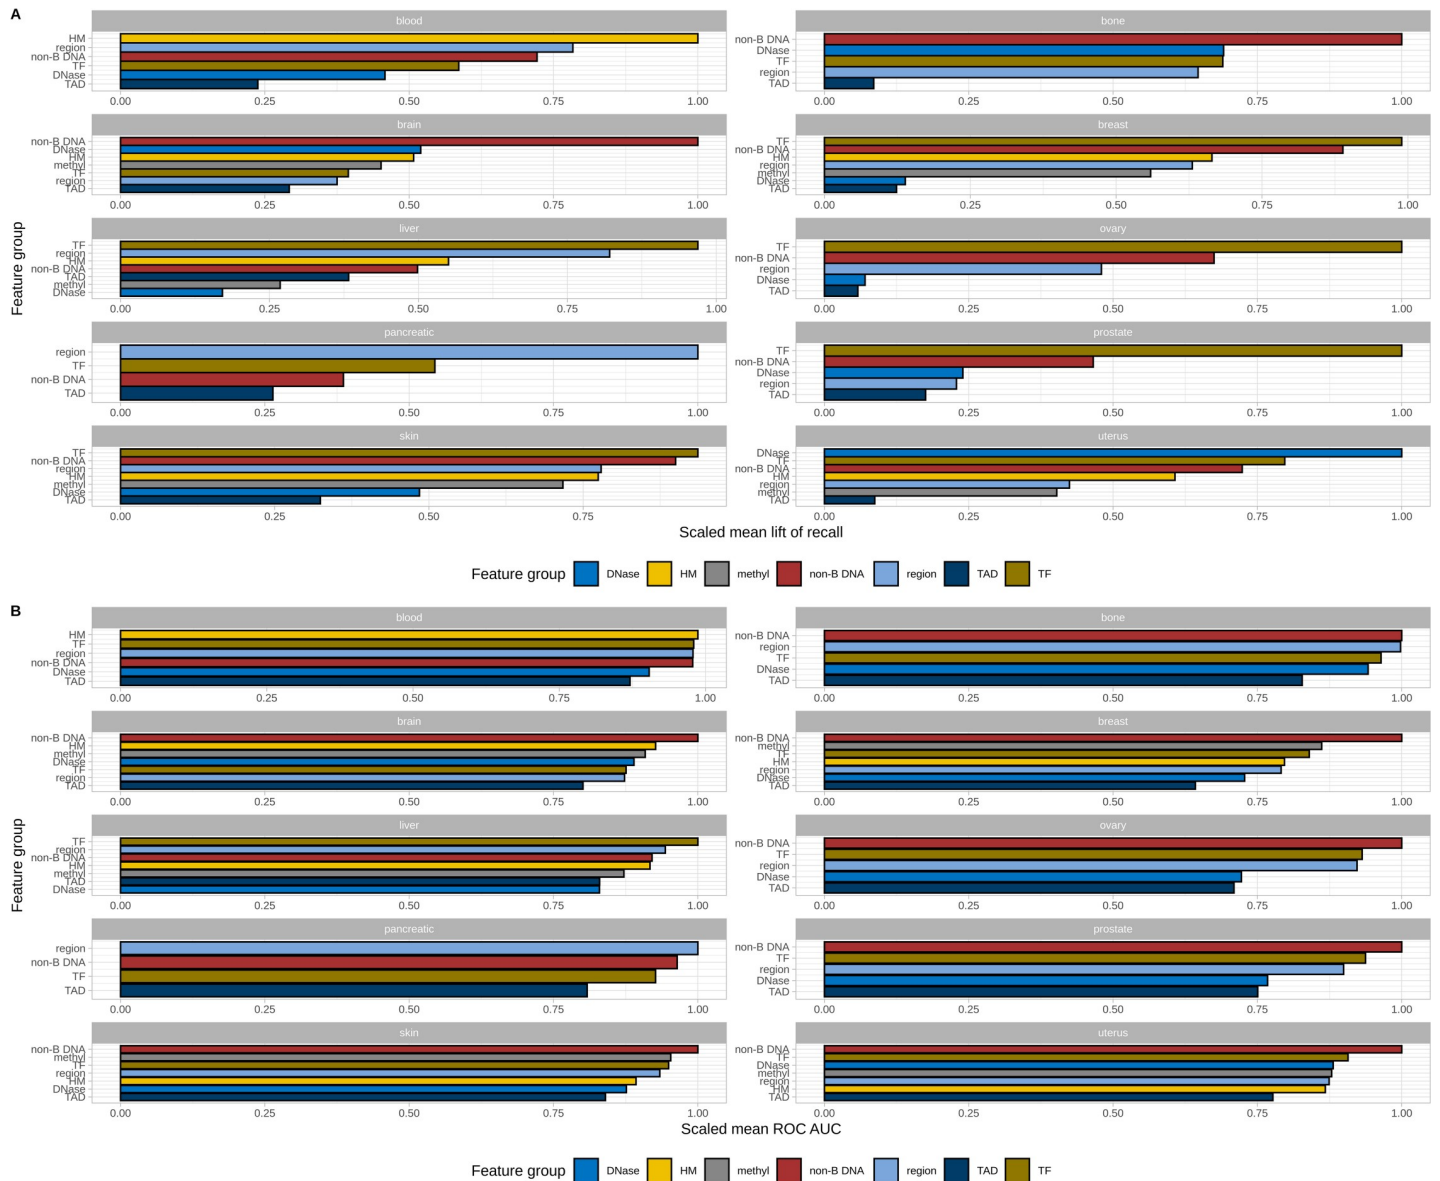 A
blood
HM
region
non-B DNA
TF
DNase
TAD
0.00 0.25 0.50 0.75 1.00
bone
non-B DNA
DNase
TF
region
TAD
0.00 0.25 0.50 0.75 1.00
brain
non-B DNA
DNase
HM
methyl
TF
region
TAD
0.00 0.25 0.50 0.75 1.00
breast
TF
non-B DNA
HM
region
methyl
DNase
TAD
0.00 0.25 0.50 0.75 1.00
Feature group
liver
TF
region
HM
non-B DNA
TAD
methyl
DNase
0.00 0.25 0.50 0.75 1.00
ovary
TF
non-B DNA
region
DNase
TAD
0.00 0.25 0.50 0.75 1.00
pancreatic
region
TF
non-B DNA
TAD
0.00 0.25 0.50 0.75 1.00
prostate
TF
non-B DNA
DNase
region
TAD
0.00 0.25 0.50 0.75 1.00
skin
TF
non-B DNA
region
HM
methyl
DNase
TAD
0.00 0.25 0.50 0.75
uterus
DNase
TF
non-B DNA
HM
region
methyl
TAD
0.00 0.25 0.50 0.75 1.00
Scaled mean lift of recall
Feature group DNase HM methyl non-B DNA region TAD TF
B
blood
HM
TF
region
non-B DNA
DNase
TAD
0.00 0.25 0.50 0.75 1.00
bone
non-B DNA
region
TF
DNase
TAD
0.00 0.25 0.50 0.75 1.00
brain
non-B DNA
HM
methyl
DNase
TF
region
TAD
0.00 0.25 0.50 0.75 1.00
breast
non-B DNA
methyl
TF
HM
region
DNase
TAD
0.00 0.25 0.50 0.75 1.00
Feature group
liver
TF
region
non-B DNA
HM
methyl
TAD
DNase
0.00 0.25 0.50 0.75 1.00
ovary
non-B DNA
TF
region
DNase
TAD
0.00 0.25 0.50 0.75 1.00
pancreatic
region
non-B DNA
TF
TAD
0.00 0.25 0.50 0.75 1.00
prostate
non-B DNA
TF
region
DNase
TAD
0.00 0.25 0.50 0.75 1.00
skin
non-B DNA
methyl
TF
region
HM
DNase
TAD
0.00 0.25 0.50 0.75 1.00
uterus
non-B DNA
TF
DNase
methyl
region
HM
TAD
0.00 0.25 0.50 0.75 1.00
Scaled mean ROC AUC
Feature group DNase HM methyl non-B DNA region TAD TF